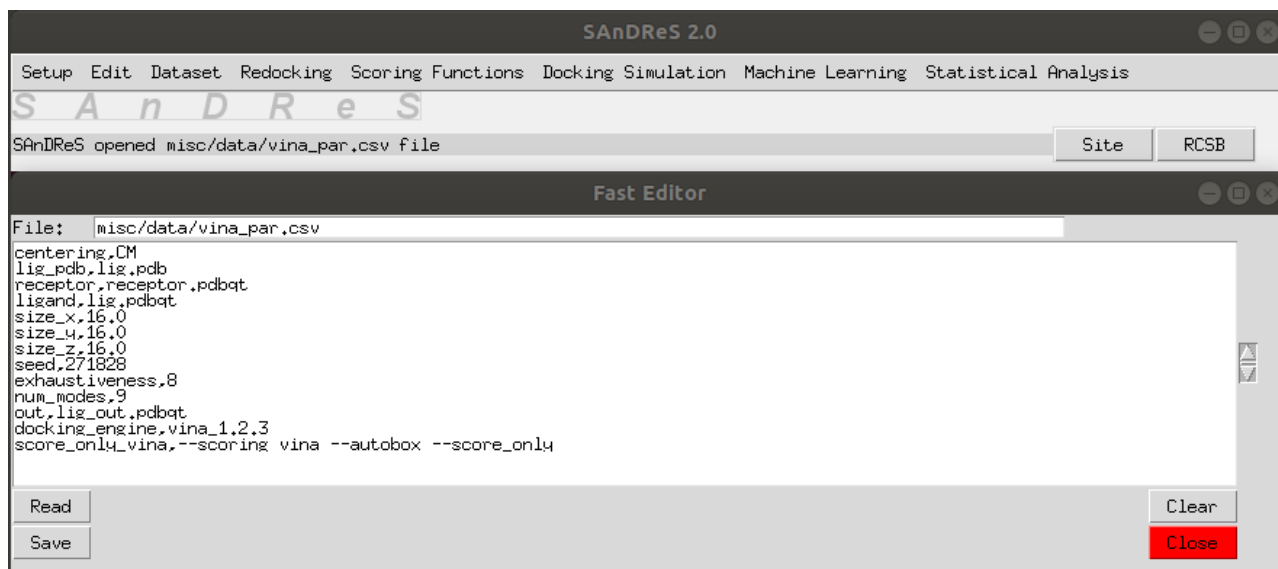 SAnDReS 2.0
Setup Edit Dataset Redocking Scoring Functions Docking Simulation Machine Learning Statistical Analysis
S A n D R e S
SAnDReS opened misc/data/vina_par.csv file Site RCSB
Fast Editor
File: misc/data/vina_par.csv
centering,CM
lig_pdb,lig.pdb
receptor,receptor.pdbqt
ligand,lig.pdbqt
size_x,16.0
size_y,16.0
size_z,16.0
seed,271828
exhaustiveness,8
num_modes,9
out,lig_out.pdbqt
docking_engine,vina_1.2.3
score_only_vina,--scoring vina --autobox --score_only
Read Clear
Save Close